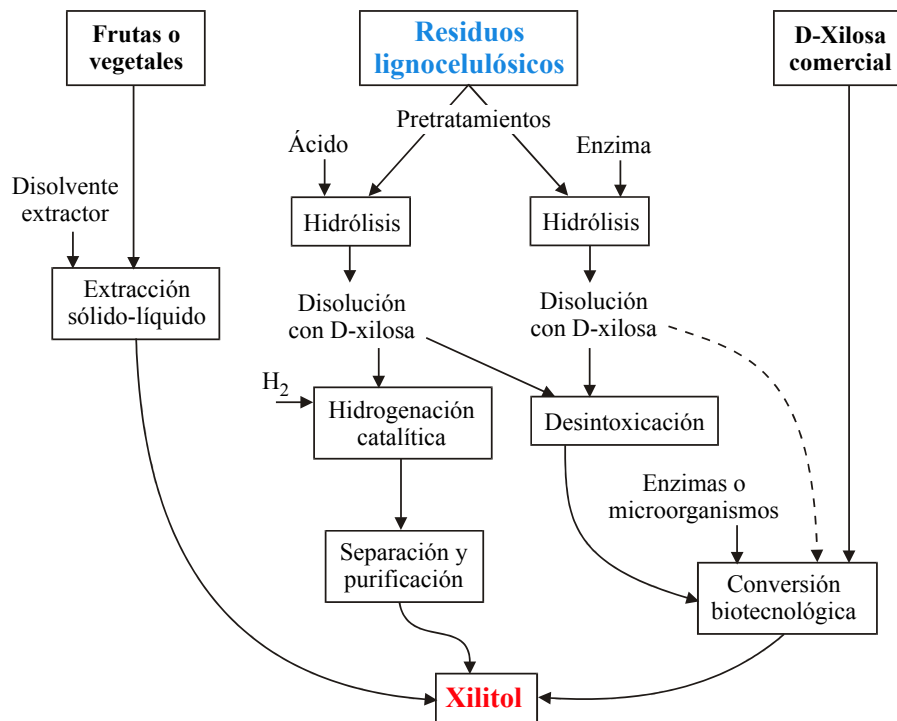 Frutas o
vegetales
Residuos
lignocelulósicos
D-Xilosa
comercial
Pretratamientos
Ácido
Enzima
Disolvente
extractor
Hidrólisis
Hidrólisis
Extracción
sólido-líquido
Disolución
con D-xilosa
Disolución
con D-xilosa
H₂
Hidrogenación
catalítica
Desintoxicación
Enzimas o
microorganismos
Separación y
purificación
Conversión
biotecnológica
Xilitol